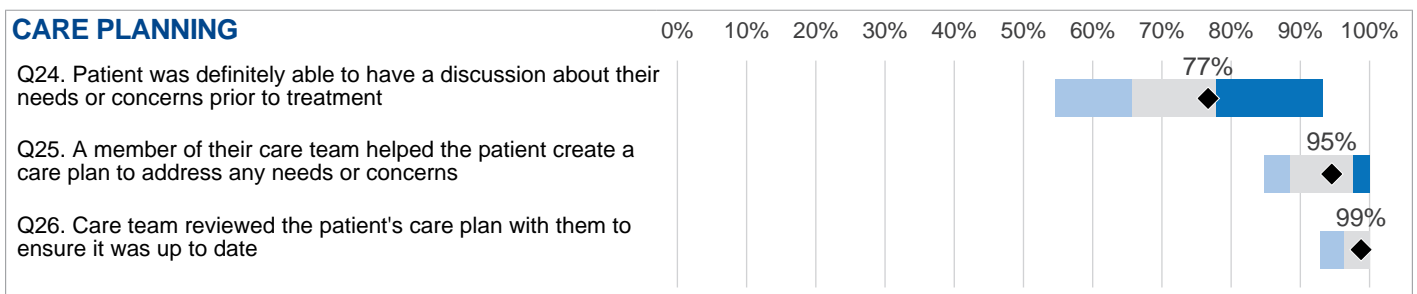 CARE PLANNING
0% 10% 20% 30% 40% 50% 60% 70% 80% 90% 100%
Q24. Patient was definitely able to have a discussion about their
needs or concerns prior to treatment
77%
Q25. A member of their care team helped the patient create a
care plan to address any needs or concerns
95%
Q26. Care team reviewed the patient's care plan with them to
ensure it was up to date
99%